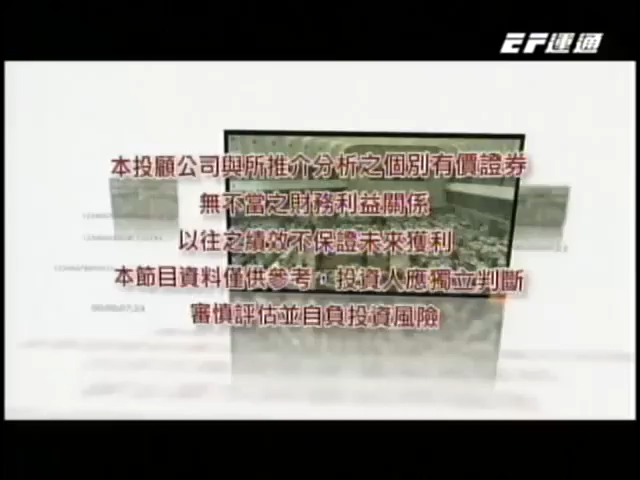 EF運通
本投顧公司與所推介分析之個別有價證券
無不當之財務利益關係
以往之績效不保證未來獲利
本節目資料僅供參考，投資人應獨立判斷
審慎評估並自負投資風險